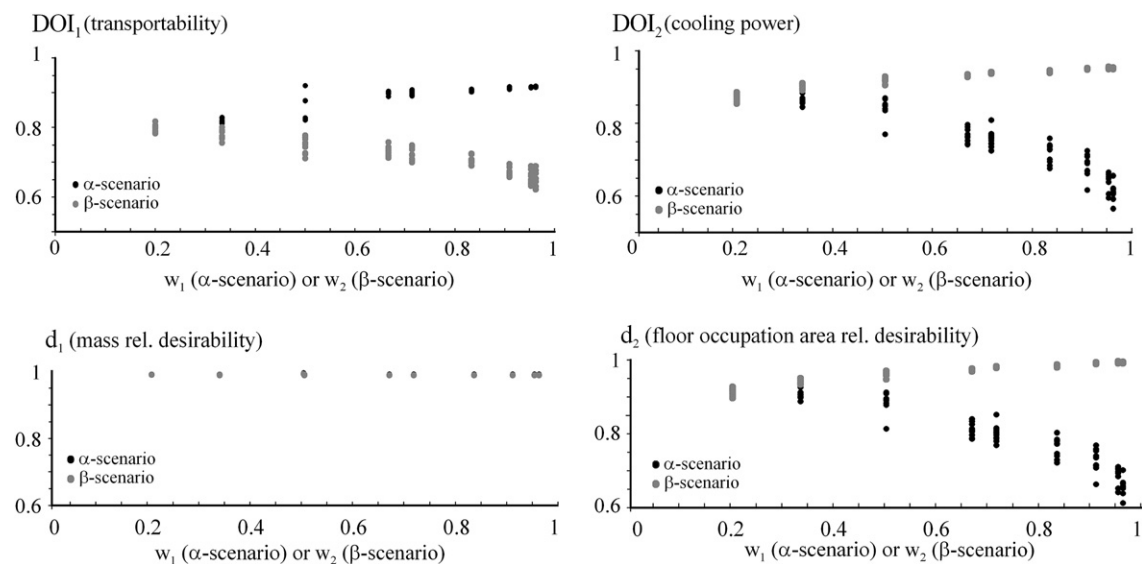 DOI₁ (transportability)
1
0.8
0.6
α-scenario
β-scenario
0 0.2 0.4 0.6 0.8 1
w₁ (α-scenario) or w₂ (β-scenario)
DOI₂ (cooling power)
1
0.8
0.6
α-scenario
β-scenario
0 0.2 0.4 0.6 0.8 1
w₁ (α-scenario) or w₂ (β-scenario)
d₁ (mass rel. desirability)
1
0.8
0.6
α-scenario
β-scenario
0 0.2 0.4 0.6 0.8 1
w₁ (α-scenario) or w₂ (β-scenario)
d₂ (floor occupation area rel. desirability)
1
0.8
0.6
α-scenario
β-scenario
0 0.2 0.4 0.6 0.8 1
w₁ (α-scenario) or w₂ (β-scenario)